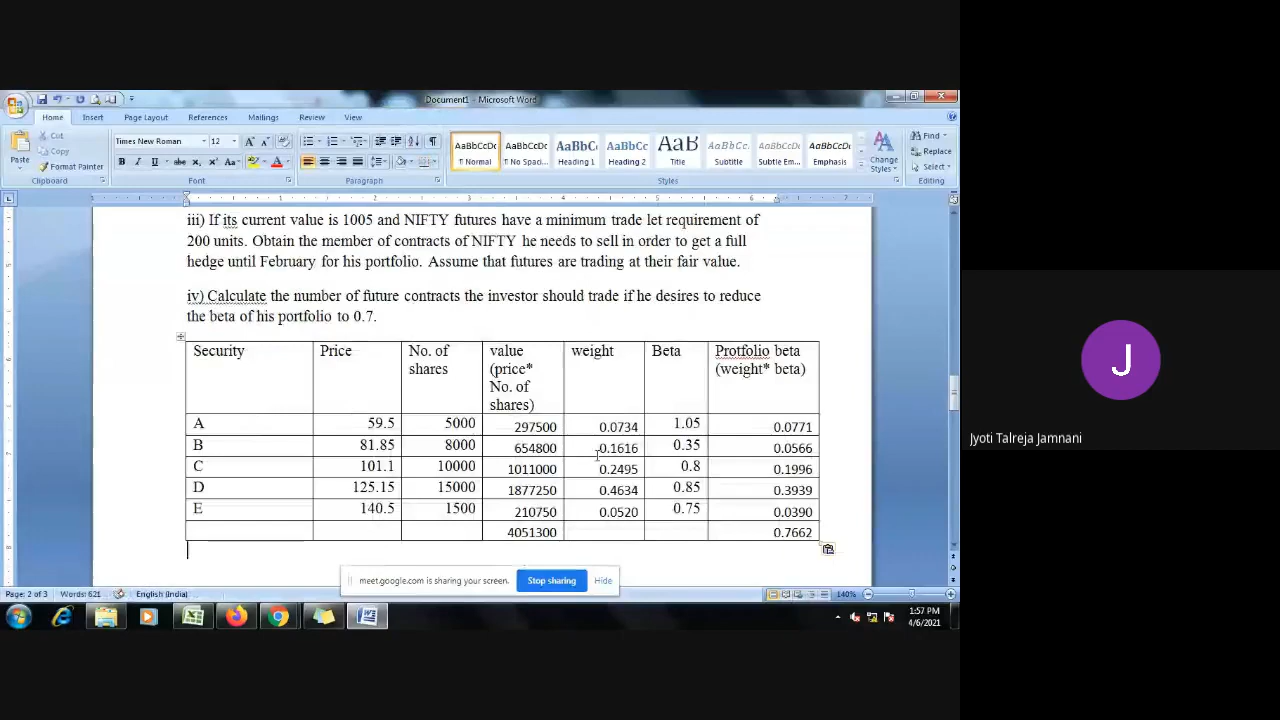 Document1 - Microsoft Word
Home Insert Page Layout References Mailings Review View
Paste
Cut
Copy
Format Painter
Clipboard
Times New Roman 12
Font
Paragraph
AaBbCcDc AaBbCcDc AaBbCc AaBbCc AaB AaBbCc. AaBbCcDc AaBbCcDc
¶ Normal ¶ No Spaci... Heading 1 Heading 2 Title Subtitle Subtle Em... Emphasis
Change
Styles
Styles
Find
Replace
Select
Editing
iii) If its current value is 1005 and NIFTY futures have a minimum trade let requirement of
200 units. Obtain the member of contracts of NIFTY he needs to sell in order to get a full
hedge until February for his portfolio. Assume that futures are trading at their fair value.
iv) Calculate the number of future contracts the investor should trade if he desires to reduce
the beta of his portfolio to 0.7.
Security Price No. of shares value (price* No. of shares) weight Beta Protfolio beta (weight* beta)
A 59.5 5000 297500 0.0734 1.05 0.0771
B 81.85 8000 654800 0.1616 0.35 0.0566
C 101.1 10000 1011000 0.2495 0.8 0.1996
D 125.15 15000 1877250 0.4634 0.85 0.3939
E 140.5 1500 210750 0.0520 0.75 0.0390
4051300 0.7662
meet.google.com is sharing your screen. Stop sharing Hide
Page: 2 of 3 Words: 621 English (India) 140%
1:57 PM
4/6/2021
J
Jyoti Talreja Jamnani